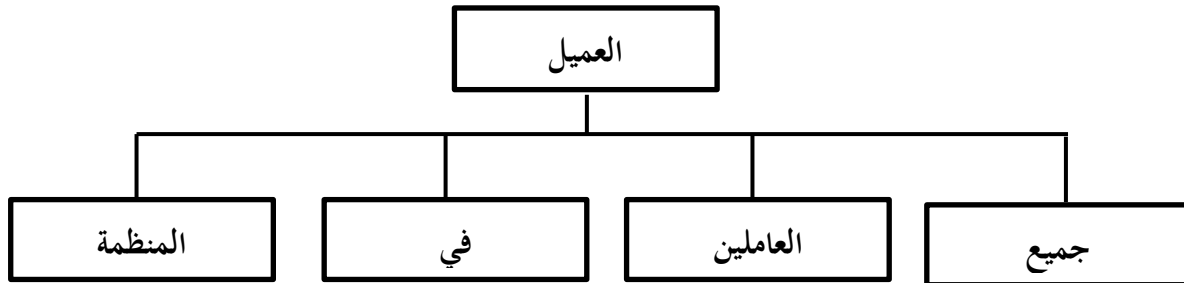 العميل
جميع
العاملين
في
المنظمة